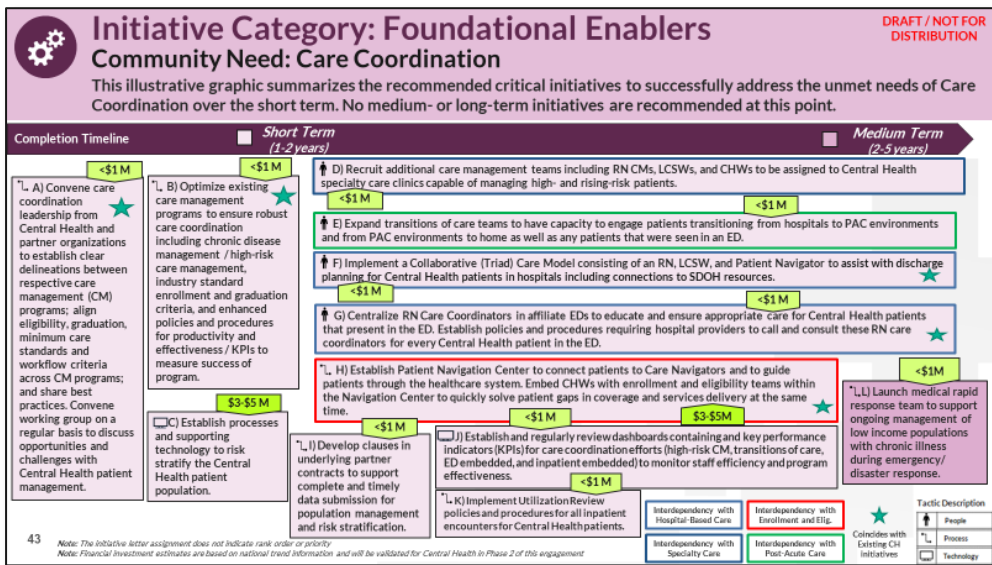 Initiative Category: Foundational Enablers
DRAFT / NOT FOR
DISTRIBUTION
Community Need: Care Coordination
This illustrative graphic summarizes the recommended critical initiatives to successfully address the unmet needs of Care
Coordination over the short term. No medium- or long-term initiatives are recommended at this point.
Completion Timeline
Short Term
(1-2 years)
Medium Term
(2-5 years)
<$1 M
A) Convene care
coordination
leadership from
Central Health and
partner organizations
to establish clear
delineations between
respective care
management (CM)
programs; align
eligibility, graduation,
minimum care
standards and
workflow criteria
across CM programs;
and share best
practices. Convene
working group on a
regular basis to discuss
opportunities and
challenges with
Central Health patient
management.
<$1 M
B) Optimize existing
care management
programs to ensure robust
care coordination
including chronic disease
management / high-risk
care management,
industry standard
enrollment and graduation
criteria, and enhanced
policies and procedures
for productivity and
effectiveness / KPIs to
measure success of
program.
$3-$5 M
C) Establish processes
and supporting
technology to risk
stratify the Central
Health patient
population.
D) Recruit additional care management teams including RN CMs, LCSWs, and CHWs to be assigned to Central Health
specialty care clinics capable of managing high- and rising-risk patients.
<$1 M
<$1 M
E) Expand transitions of care teams to have capacity to engage patients transitioning from hospitals to PAC environments
and from PAC environments to home as well as any patients that were seen in an ED.
F) Implement a Collaborative (Triad) Care Model consisting of an RN, LCSW, and Patient Navigator to assist with discharge
planning for Central Health patients in hospitals including connections to SDOH resources.
<$1 M
<$1 M
G) Centralize RN Care Coordinators in affiliate EDs to educate and ensure appropriate care for Central Health patients
that present in the ED. Establish policies and procedures requiring hospital providers to call and consult these RN care
coordinators for every Central Health patient in the ED.
H) Establish Patient Navigation Center to connect patients to Care Navigators and to guide
patients through the healthcare system. Embed CHWs with enrollment and eligibility teams within
the Navigation Center to quickly solve patient gaps in coverage and services delivery at the same
time.
<$1 M
I) Develop clauses in
underlying partner
contracts to support
complete and timely
data submission for
population management
and risk stratification.
<$1 M
$3-$5M
J) Establish and regularly review dashboards containing and key performance
indicators (KPIs) for care coordination efforts (high-risk CM, transitions of care,
ED embedded, and inpatient embedded) to monitor staff efficiency and program
effectiveness.
<$1 M
K) Implement Utilization Review
policies and procedures for all inpatient
encounters for Central Health patients.
<$1M
L) Launch medical rapid
response team to support
ongoing management of
low income populations
with chronic illness
during emergency/
disaster response.
Interdependency with
Hospital-Based Care
Interdependency with
Enrollment and Elig.
Interdependency with
Specialty Care
Interdependency with
Post-Acute Care
Coincides with
Existing CH
initiatives
Tactic Description
People
Process
Technology
43
Note: The initiative letter assignment does not indicate rank order or priority
Note: Financial investment estimates are based on national trend information and will be validated for Central Health in Phase 2 of this engagement